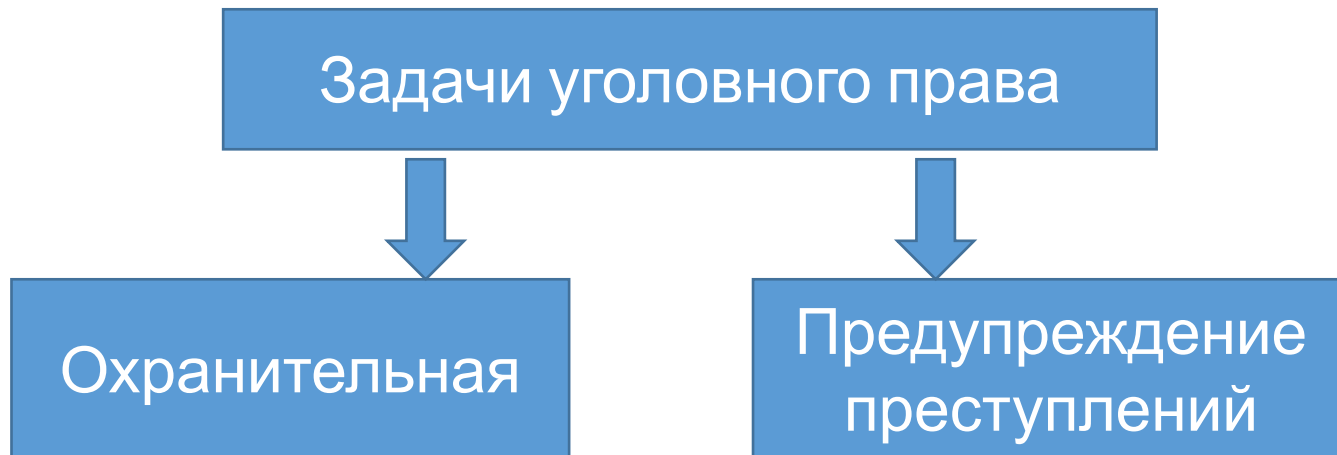 Задачи уголовного права
Охранительная
Предупреждение
преступлений